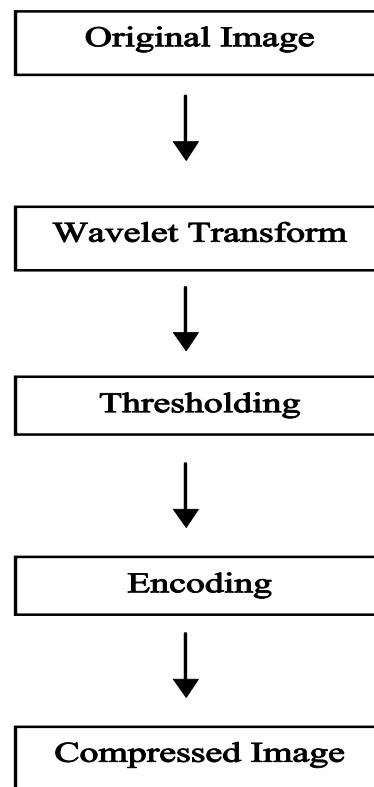 Original Image
Wavelet Transform
Thresholding
Encoding
Compressed Image